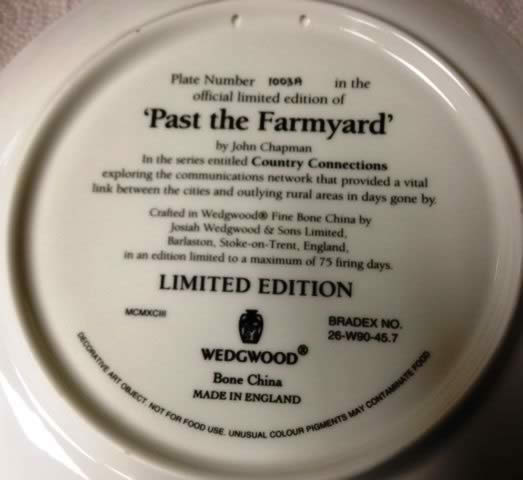 Plate Number 1003A in the
official limited edition of
'Past the Farmyard'
by John Chapman
In the series entitled Country Connections
exploring the communications network that provided a vital
link between the cities and outlying rural areas in days gone by.
Crafted in Wedgwood® Fine Bone China by
Josiah Wedgwood & Sons Limited,
Barlaston, Stoke-on-Trent, England,
in an edition limited to a maximum of 75 firing days.
LIMITED EDITION
MCMXCIII
BRADEX NO.
26-W90-45.7
WEDGWOOD®
Bone China
MADE IN ENGLAND
DECORATIVE ART OBJECT. NOT FOR FOOD USE. UNUSUAL COLOUR PIGMENTS MAY CONTAMINATE FOOD